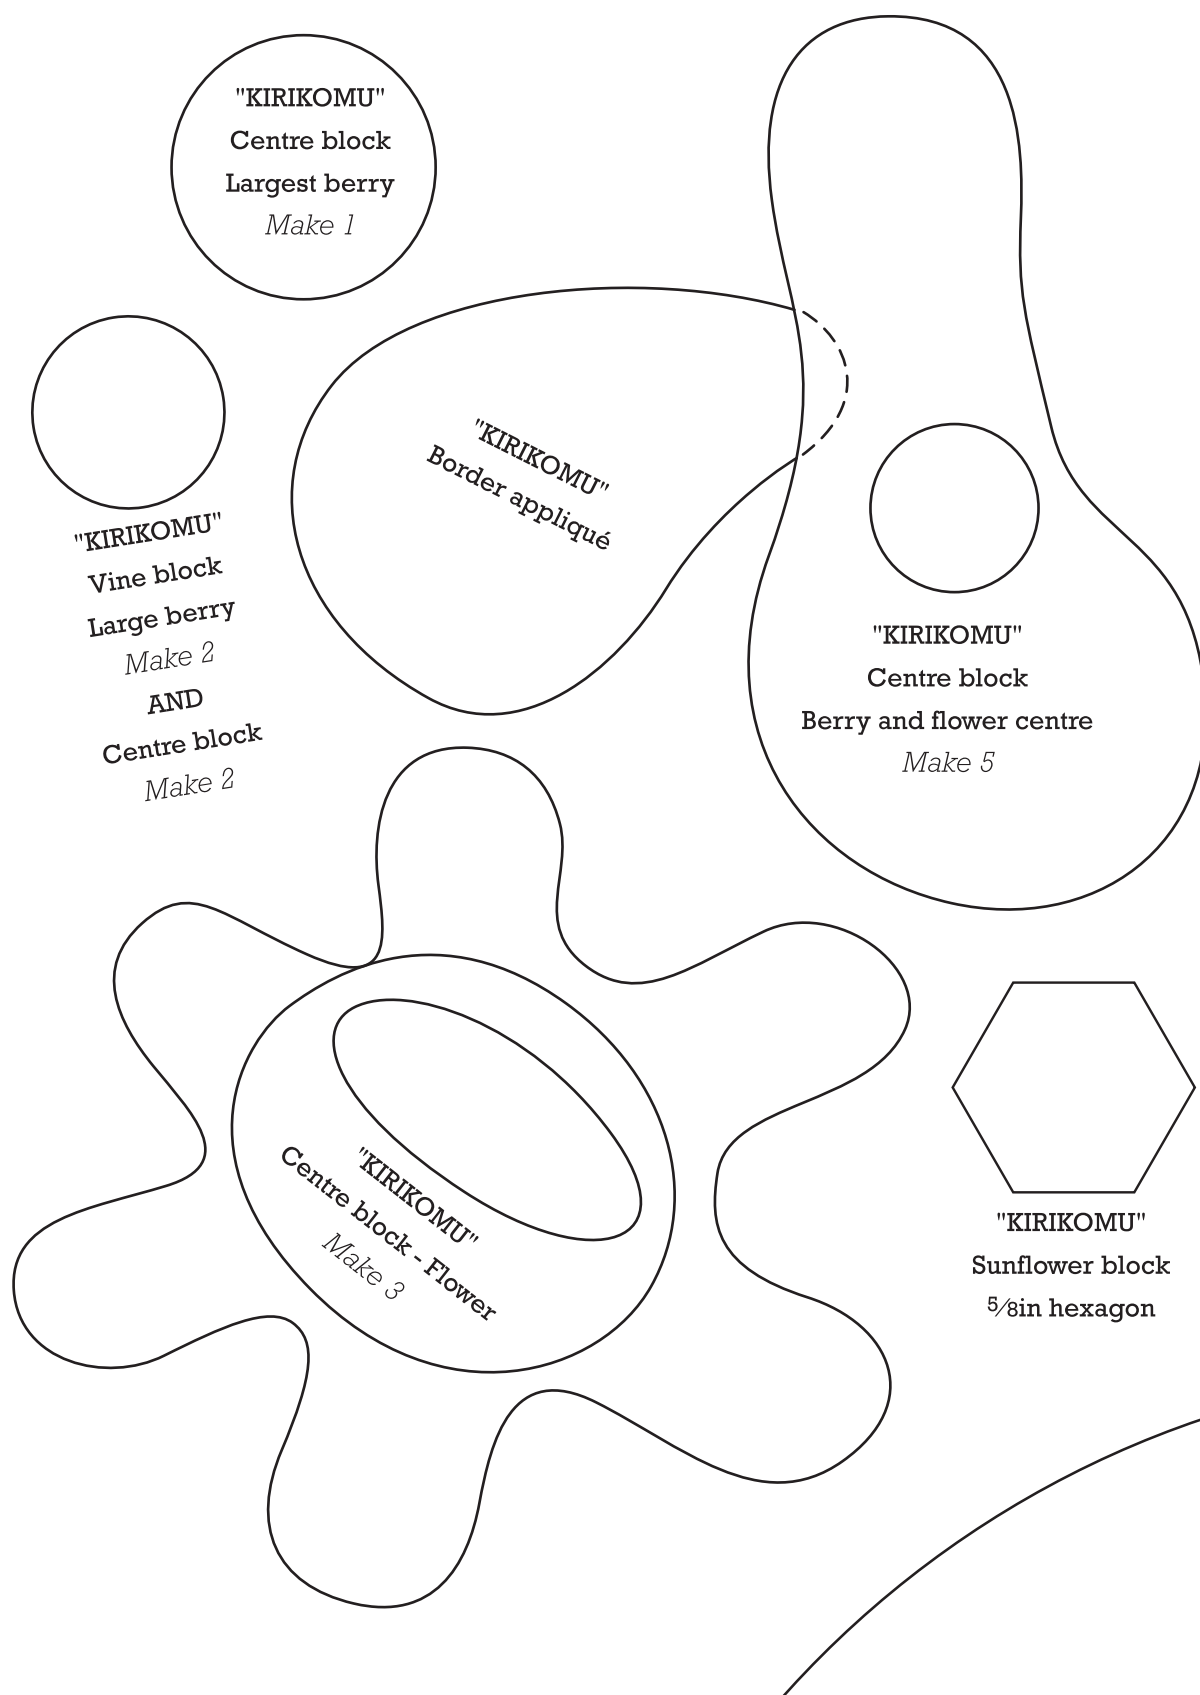 "KIRIKOMU"
Centre block
Largest berry
Make 1
"KIRIKOMU"
Border appliqué
"KIRIKOMU"
Vine block
Large berry
Make 2
AND
Centre block
Make 2
"KIRIKOMU"
Centre block
Berry and flower centre
Make 5
"KIRIKOMU"
Centre block - Flower
Make 3
"KIRIKOMU"
Sunflower block
5⁄8in hexagon